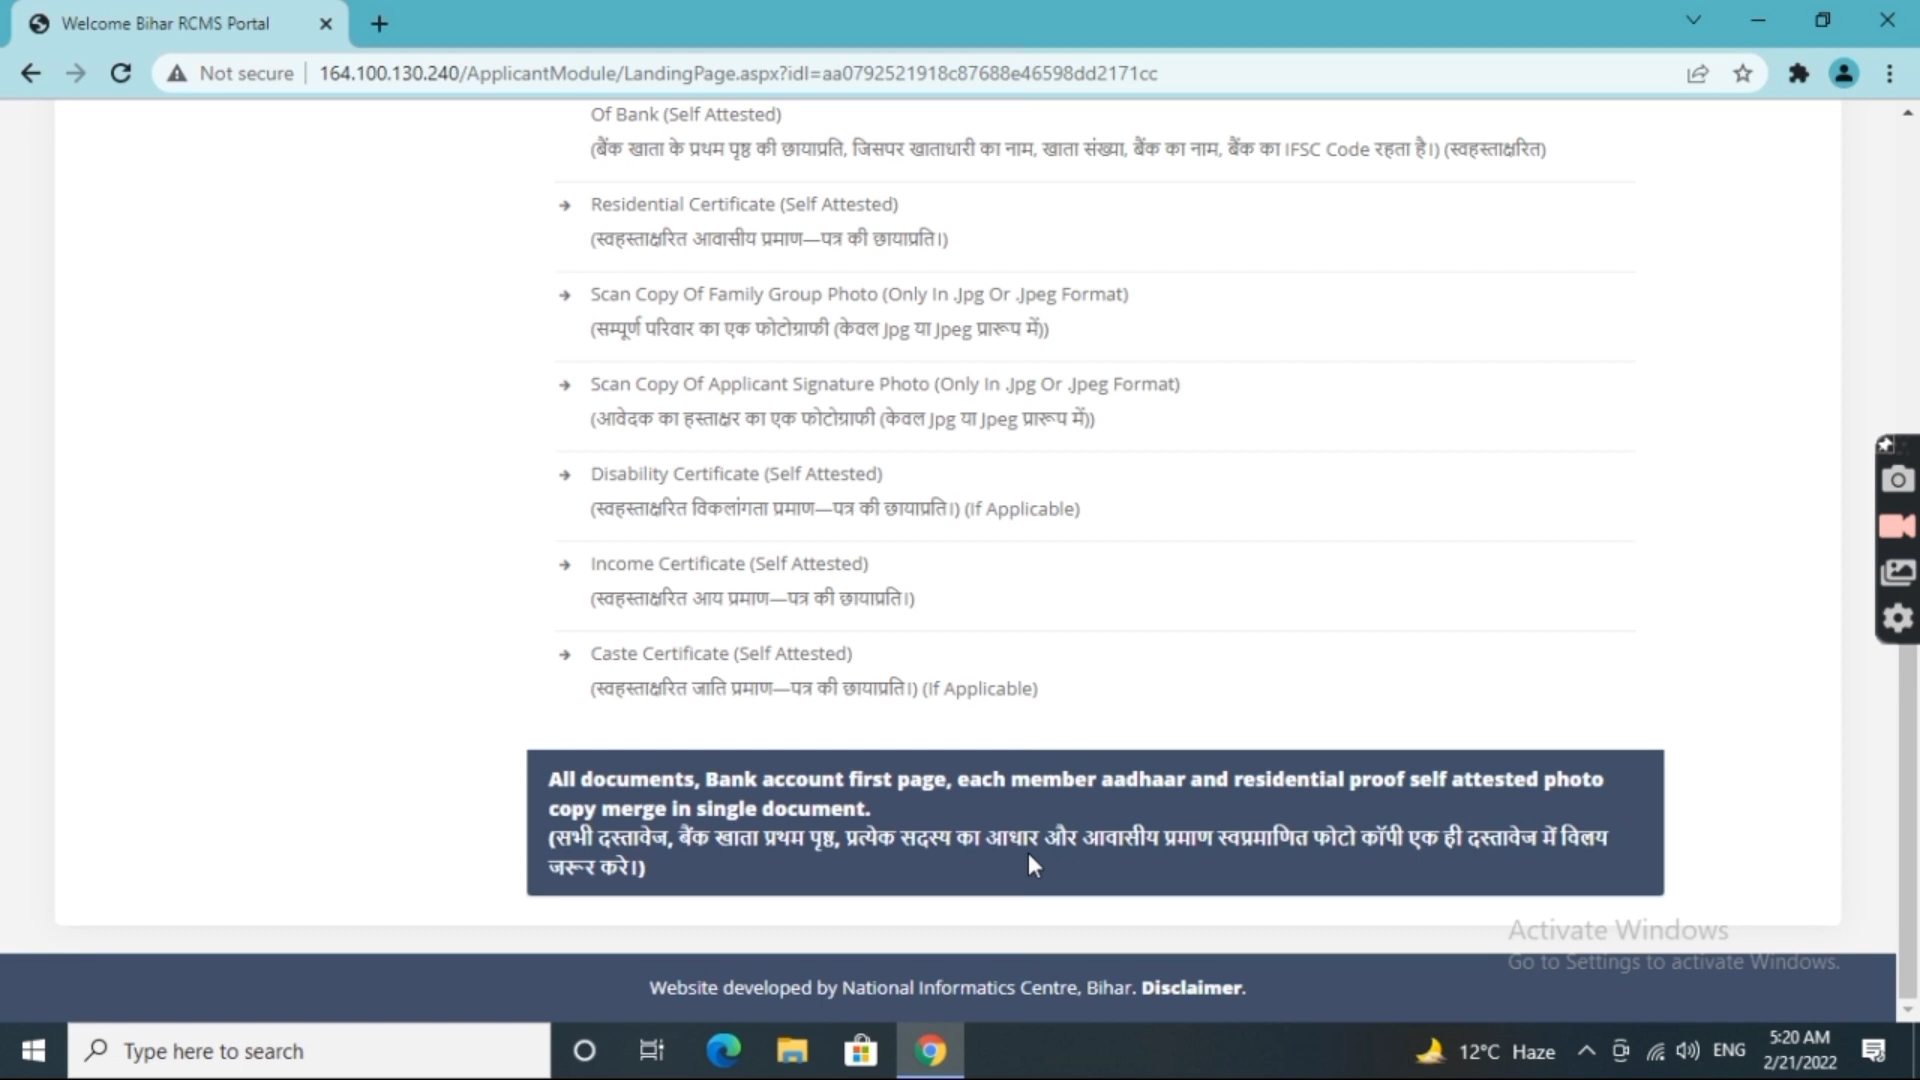 Welcome Bihar RCMS Portal
Not secure
164.100.130.240/ApplicantModule/LandingPage.aspx?idl=aa0792521918c87688e46598dd2171cc
Of Bank (Self Attested)
(बैंक खाता के प्रथम पृष्ठ की छायाप्रति, जिसपर खाताधारी का नाम, खाता संख्या, बैंक का नाम, बैंक का IFSC Code रहता है।) (स्वहस्ताक्षरित)
Residential Certificate (Self Attested)
(स्वहस्ताक्षरित आवासीय प्रमाण—पत्र की छायाप्रति।)
Scan Copy Of Family Group Photo (Only In .Jpg Or .Jpeg Format)
(सम्पूर्ण परिवार का एक फोटोग्राफी (केवल Jpg या Jpeg प्रारूप में))
Scan Copy Of Applicant Signature Photo (Only In .Jpg Or .Jpeg Format)
(आवेदक का हस्ताक्षर का एक फोटोग्राफी (केवल Jpg या Jpeg प्रारूप में))
Disability Certificate (Self Attested)
(स्वहस्ताक्षरित विकलांगता प्रमाण—पत्र की छायाप्रति।) (If Applicable)
Income Certificate (Self Attested)
(स्वहस्ताक्षरित आय प्रमाण—पत्र की छायाप्रति।)
Caste Certificate (Self Attested)
(स्वहस्ताक्षरित जाति प्रमाण—पत्र की छायाप्रति।) (If Applicable)
All documents, Bank account first page, each member aadhaar and residential proof self attested photo
copy merge in single document.
(सभी दस्तावेज, बैंक खाता प्रथम पृष्ठ, प्रत्येक सदस्य का आधार और आवासीय प्रमाण स्वप्रमाणित फोटो कॉपी एक ही दस्तावेज में विलय
जरूर करे।)
Activate Windows
Go to Settings to activate Windows.
Website developed by National Informatics Centre, Bihar. Disclaimer.
Type here to search
12°C Haze
ENG
5:20 AM
2/21/2022